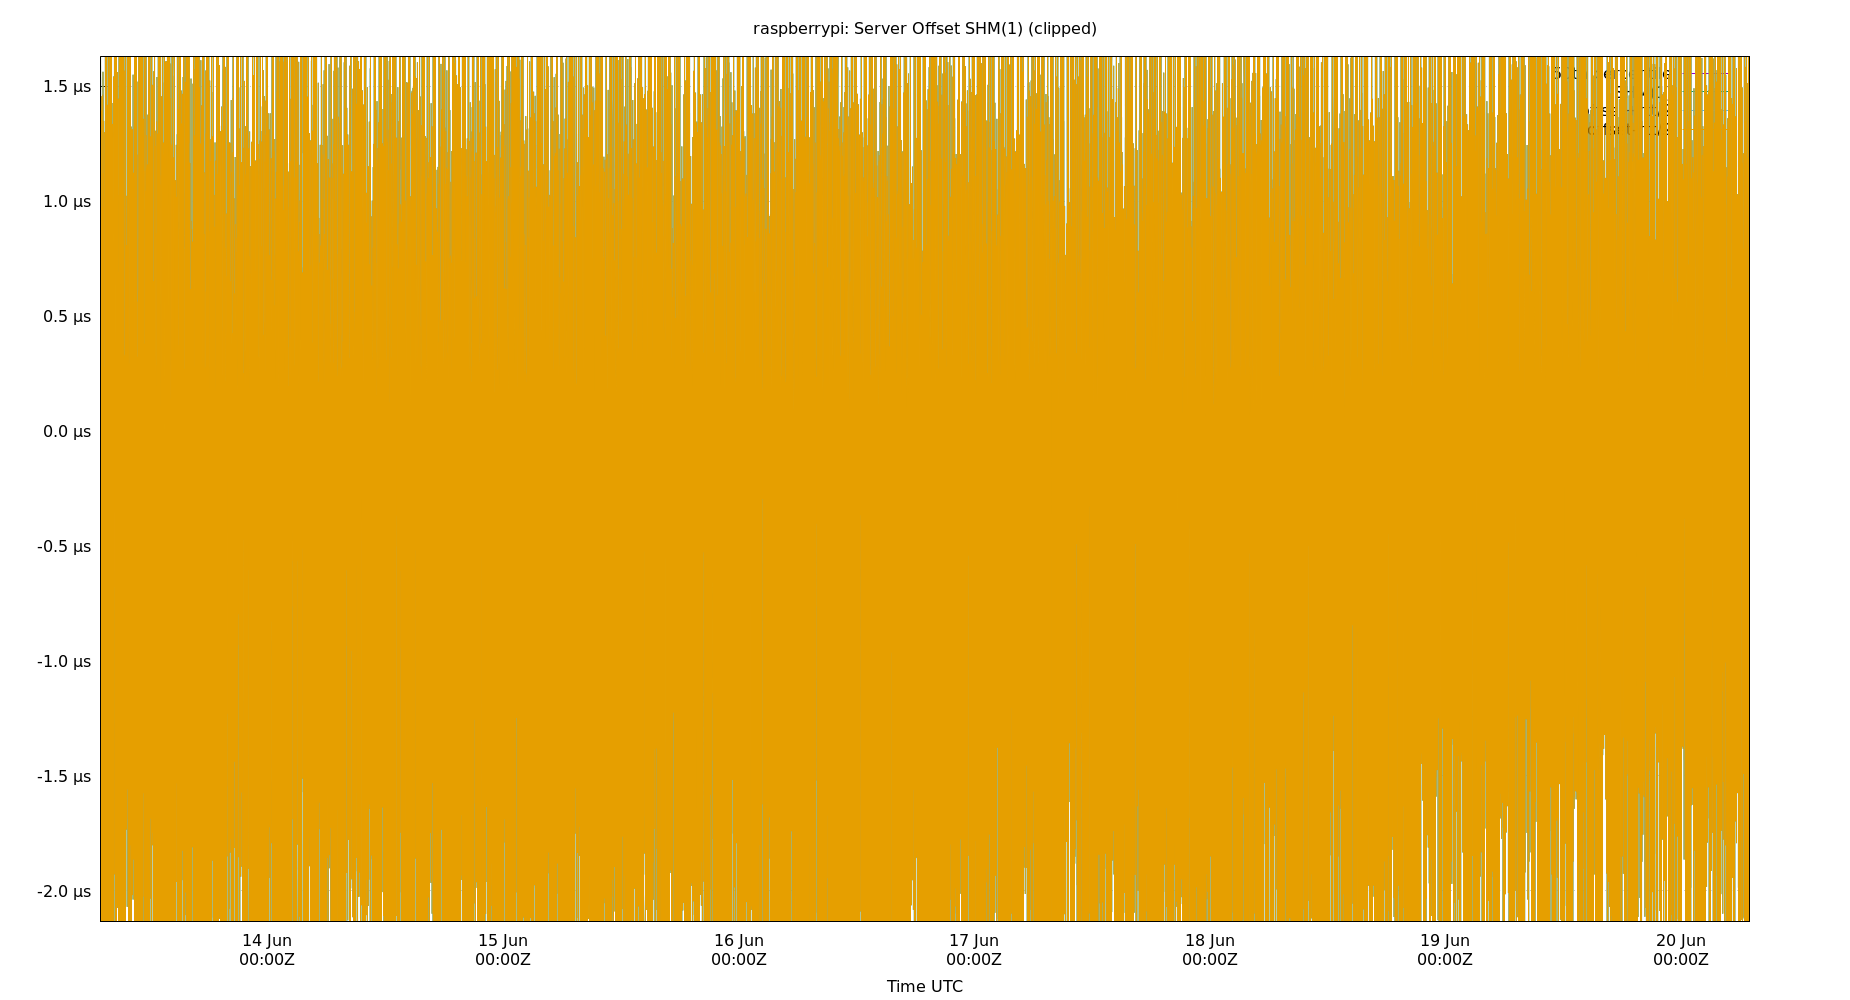 raspberrypi: Server Offset SHM(1) (clipped)
1.5 µs
1.0 µs
0.5 µs
0.0 µs
-0.5 µs
-1.0 µs
-1.5 µs
-2.0 µs
14 Jun
00:00Z
15 Jun
00:00Z
16 Jun
00:00Z
17 Jun
00:00Z
18 Jun
00:00Z
19 Jun
00:00Z
20 Jun
00:00Z
Time UTC